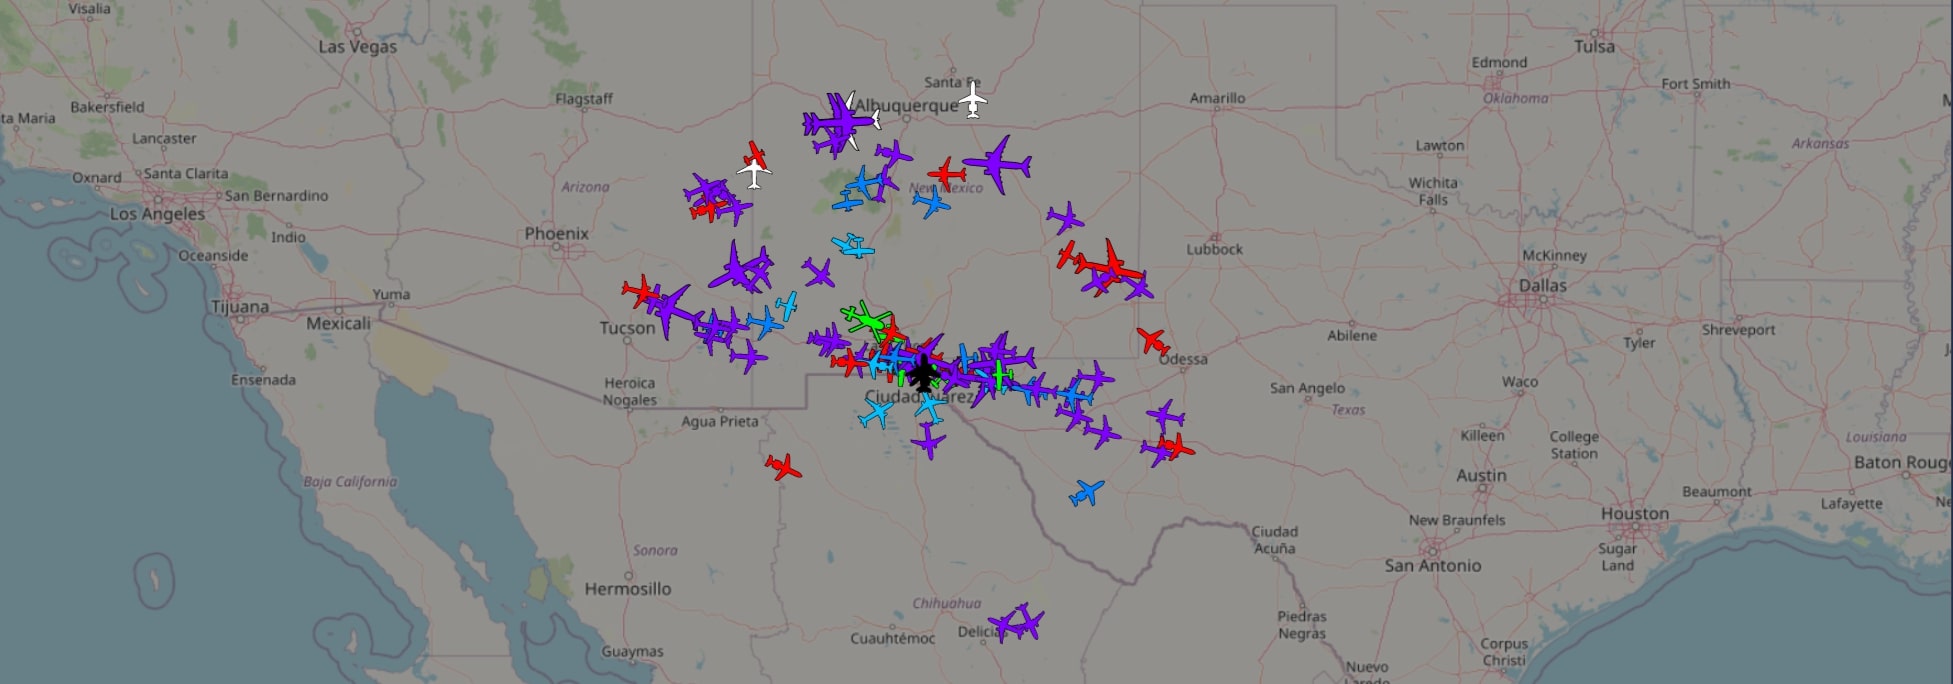 Visalia
Las Vegas
Tulsa
Edmond
Santa Fe
Fort Smith
Bakersfield
Flagstaff
Albuquerque
Amarillo
Oklahoma
ta Maria
Lancaster
Lawton
Arkansas
Oxnard
Santa Clarita
San Bernardino
Arizona
New Mexico
Wichita
Falls
Los Angeles
Indio
Phoenix
Lubbock
Oceanside
McKinney
Dallas
Yuma
Tijuana
Mexicali
Tucson
Abilene
Shreveport
Tyler
Odessa
Ensenada
Heroica
Nogales
San Angelo
Waco
Ciudad Juárez
Texas
Agua Prieta
Killeen
College
Station
Louisiana
Baton Roug
Austin
Baja California
Beaumont
Lafayette
Ne
New Braunfels
Houston
Ciudad
Acuña
Sugar
Land
Sonora
San Antonio
Hermosillo
Chihuahua
Piedras
Negras
Cuauhtémoc
Delicia
Guaymas
Corpus
Christi
Nuevo
Laredo